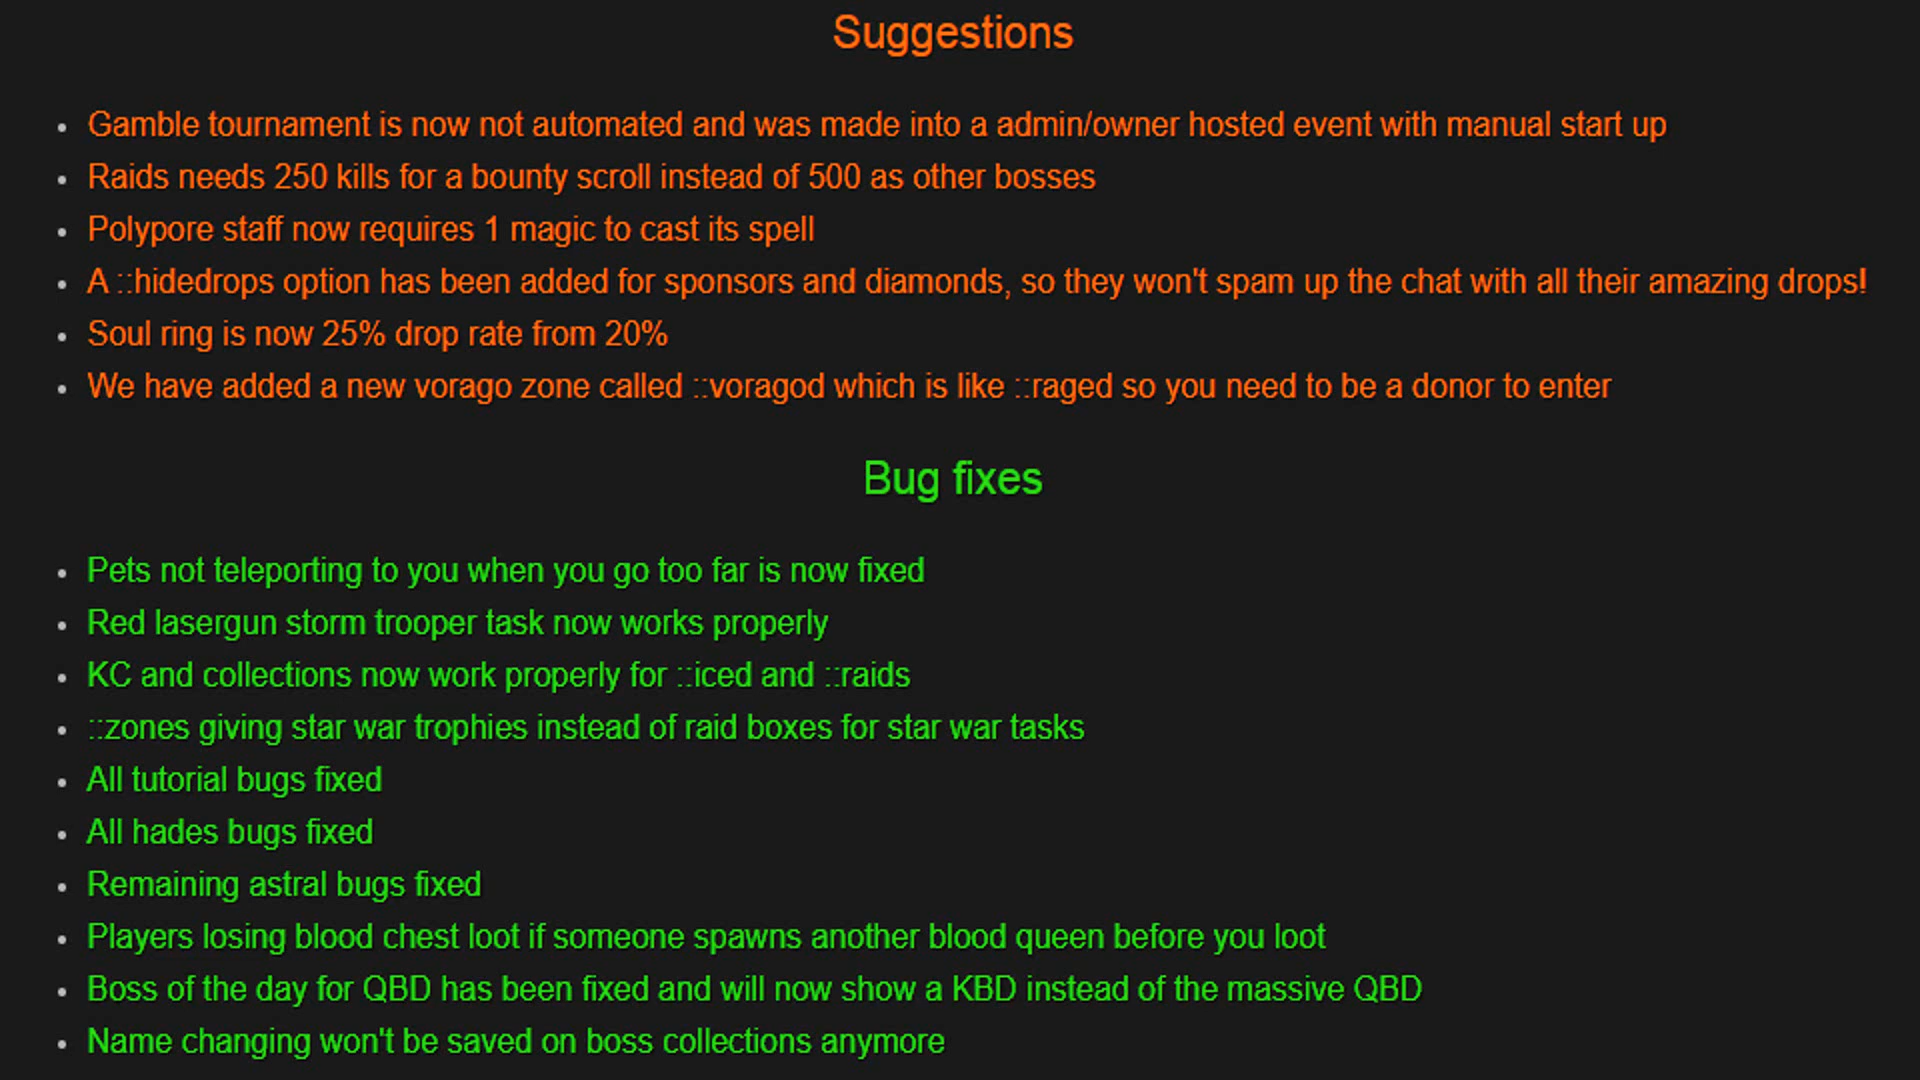 Suggestions
Gamble tournament is now not automated and was made into a admin/owner hosted event with manual start up
Raids needs 250 kills for a bounty scroll instead of 500 as other bosses
Polypore staff now requires 1 magic to cast its spell
A ::hidedrops option has been added for sponsors and diamonds, so they won't spam up the chat with all their amazing drops!
Soul ring is now 25% drop rate from 20%
We have added a new vorago zone called ::voragod which is like ::raged so you need to be a donor to enter
Bug fixes
Pets not teleporting to you when you go too far is now fixed
Red lasergun storm trooper task now works properly
KC and collections now work properly for ::iced and ::raids
::zones giving star war trophies instead of raid boxes for star war tasks
All tutorial bugs fixed
All hades bugs fixed
Remaining astral bugs fixed
Players losing blood chest loot if someone spawns another blood queen before you loot
Boss of the day for QBD has been fixed and will now show a KBD instead of the massive QBD
Name changing won't be saved on boss collections anymore